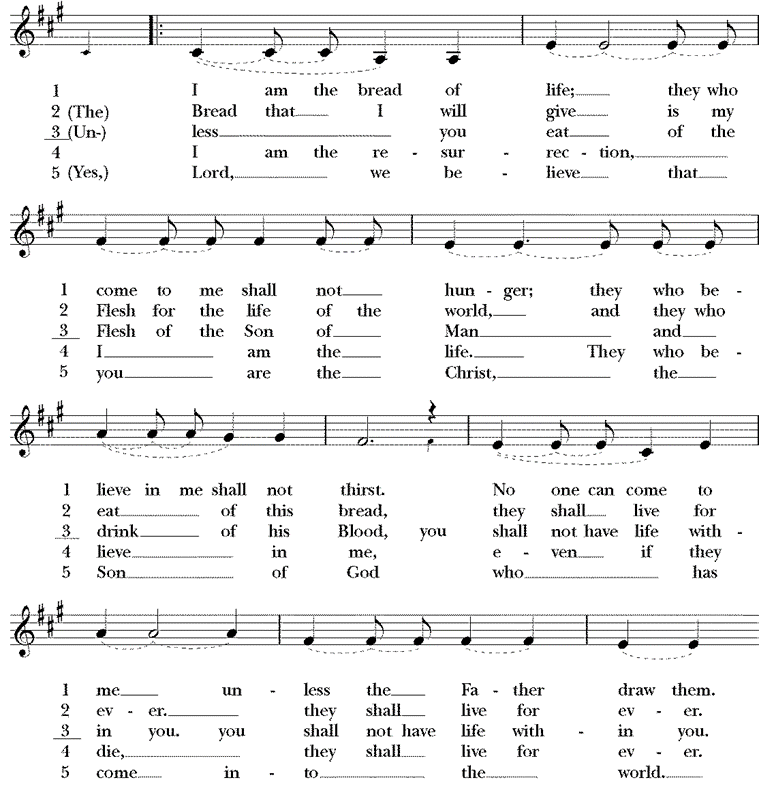 1 I am the bread of life; they who
2 (The) Bread that I will give is my
3 (Un-) less you eat of the
4 I am the re - sur - rec - tion,
5 (Yes,) Lord, we be - lieve that
1 come to me shall not hun - ger; they who be -
2 Flesh for the life of the world, and they who
3 Flesh of the Son of Man and
4 I am the life. They who be -
5 you are the Christ, the
1 lieve in me shall not thirst. No one can come to
2 eat of this bread, they shall live for
3 drink of his Blood, you shall not have life with -
4 lieve in me, e - ven if they
5 Son of God who has
1 me un - less the Fa - ther draw them.
2 ev - er. they shall live for ev - er.
3 in you. you shall not have life with - in you.
4 die, they shall live for ev - er.
5 come in - to the world.